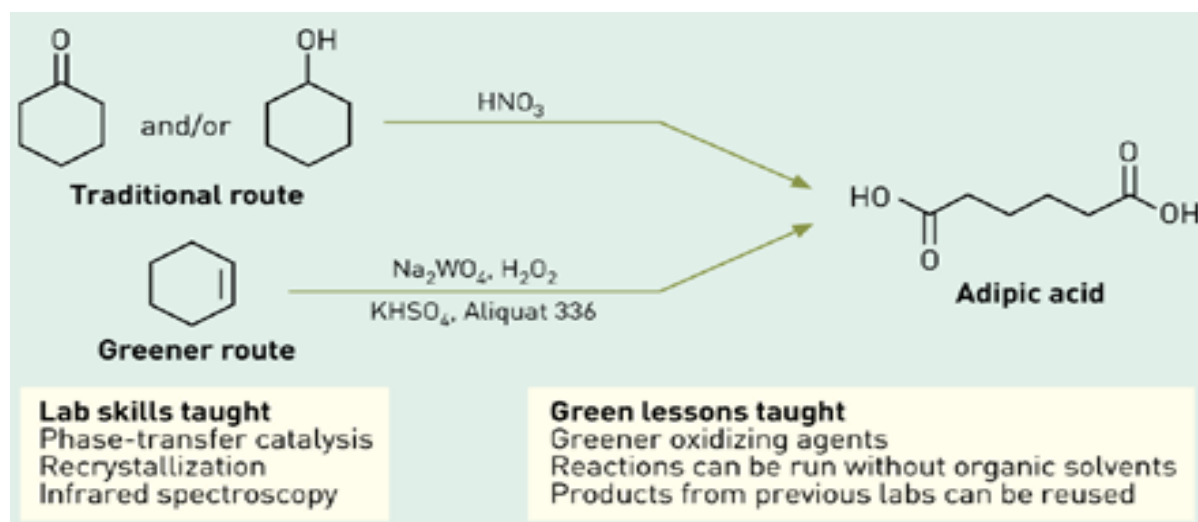 O
OH
and/or
HNO₃
Traditional route
O
HO
OH
O
Adipic acid
Na₂WO₄, H₂O₂
KHSO₄, Aliquat 336
Greener route
Lab skills taught
Phase-transfer catalysis
Recrystallization
Infrared spectroscopy
Green lessons taught
Greener oxidizing agents
Reactions can be run without organic solvents
Products from previous labs can be reused